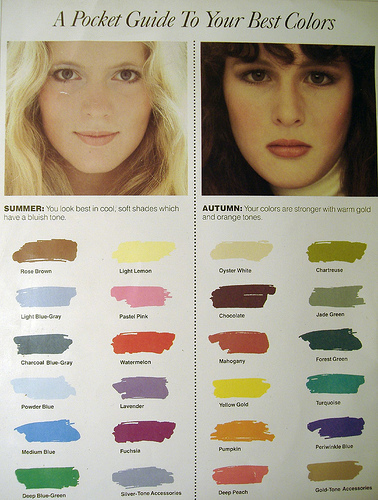 A Pocket Guide To Your Best Colors
SUMMER: You look best in cool, soft shades which
have a bluish tone.
Rose Brown
Light Lemon
Light Blue-Gray
Pastel Pink
Charcoal Blue-Gray
Watermelon
Powder Blue
Lavender
Medium Blue
Fuchsia
Deep Blue-Green
Silver-Tone Accessories
AUTUMN: Your colors are stronger with warm gold
and orange tones.
Oyster White
Chartreuse
Chocolate
Jade Green
Mahogany
Forest Green
Yellow Gold
Turquoise
Pumpkin
Periwinkle Blue
Deep Peach
Gold-Tone Accessories